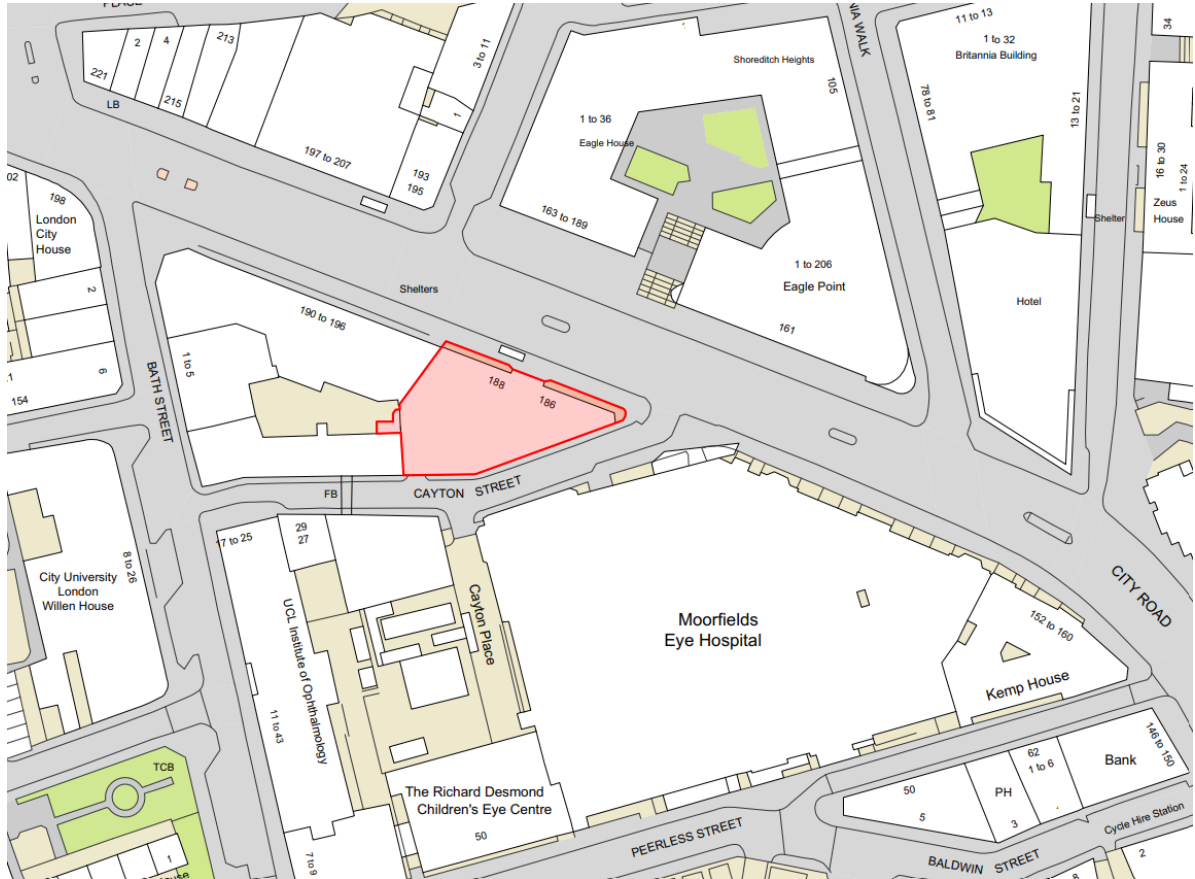 PLACE
NIA WALK
11 to 13
34
2
4
213
3 to 11
1 to 32
Britannia Building
Shoreditch Heights
221
LB
215
105
78 to 81
13 to 21
1
1 to 36
Eagle House
16 to 30
1 to 24
197 to 207
193
195
02
198
London
City
House
163 to 189
Zeus
House
Shelter
1 to 206
Eagle Point
2
Shelters
Hotel
190 to 196
161
1 to 5
6
154
188
186
BATH STREET
FB
CAYTON STREET
17 to 25
29
27
8 to 26
City University
London
Willen House
UCL Institute of Ophthalmology
Cayton Place
Moorfields
Eye Hospital
CITY ROAD
152 to 160
Kemp House
11 to 43
146 to 150
62
1 to 6
Bank
TCB
The Richard Desmond
Children's Eye Centre
50
50
PH
5
3
Cycle Hire Station
PEERLESS STREET
BALDWIN STREET
1
7 to 9
2